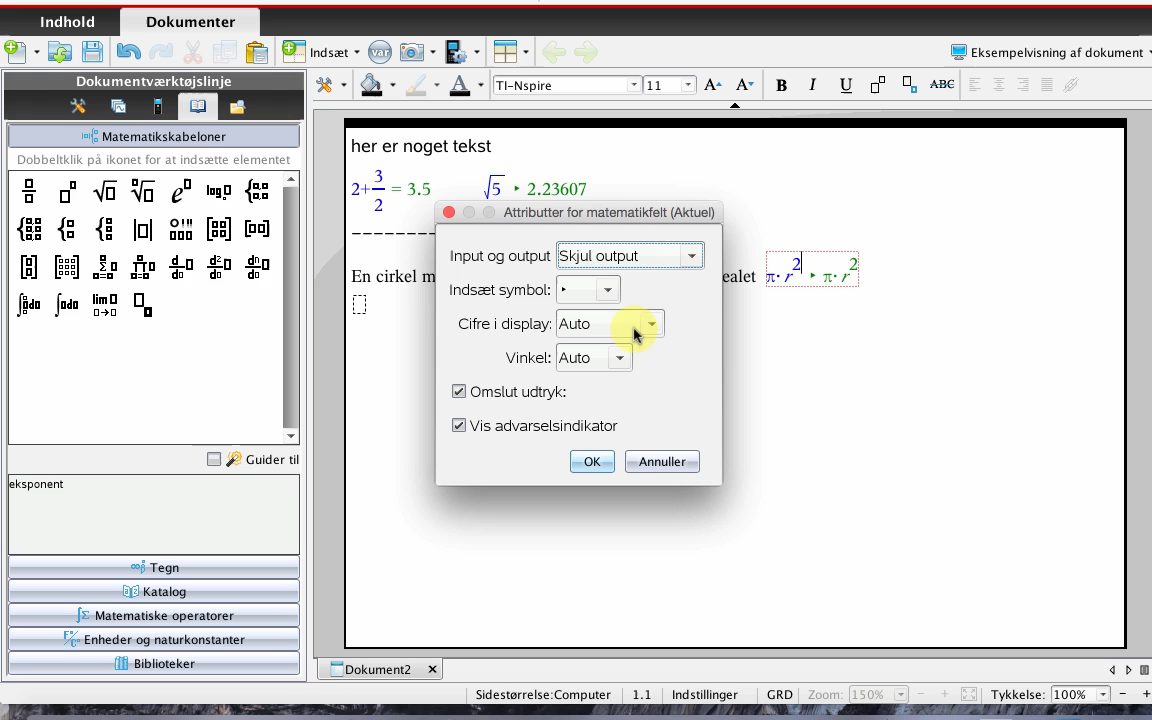 Indhold Dokumenter
Indsæt var Eksempelvisning af dokument
Dokumentværktøjslinje
TI-Nspire 11 A A B I U ABC
Matematikskabeloner
Dobbeltklik på ikonet for at indsætte elementet
her er noget tekst
2+3/2 = 3.5 √5 ▸ 2.23607
Attributter for matematikfelt (Aktuel)
Input og output Skjul output
En cirkel m ealet π·r² ▸ π·r²
Indsæt symbol: ▸
Cifre i display: Auto
Vinkel: Auto
Omslut udtryk:
Vis advarselsindikator
OK Annuller
Guider til
eksponent
Tegn
Katalog
Matematiske operatorer
Enheder og naturkonstanter
Biblioteker
Dokument2
Sidestørrelse:Computer 1.1 Indstillinger GRD Zoom: 150% Tykkelse: 100%